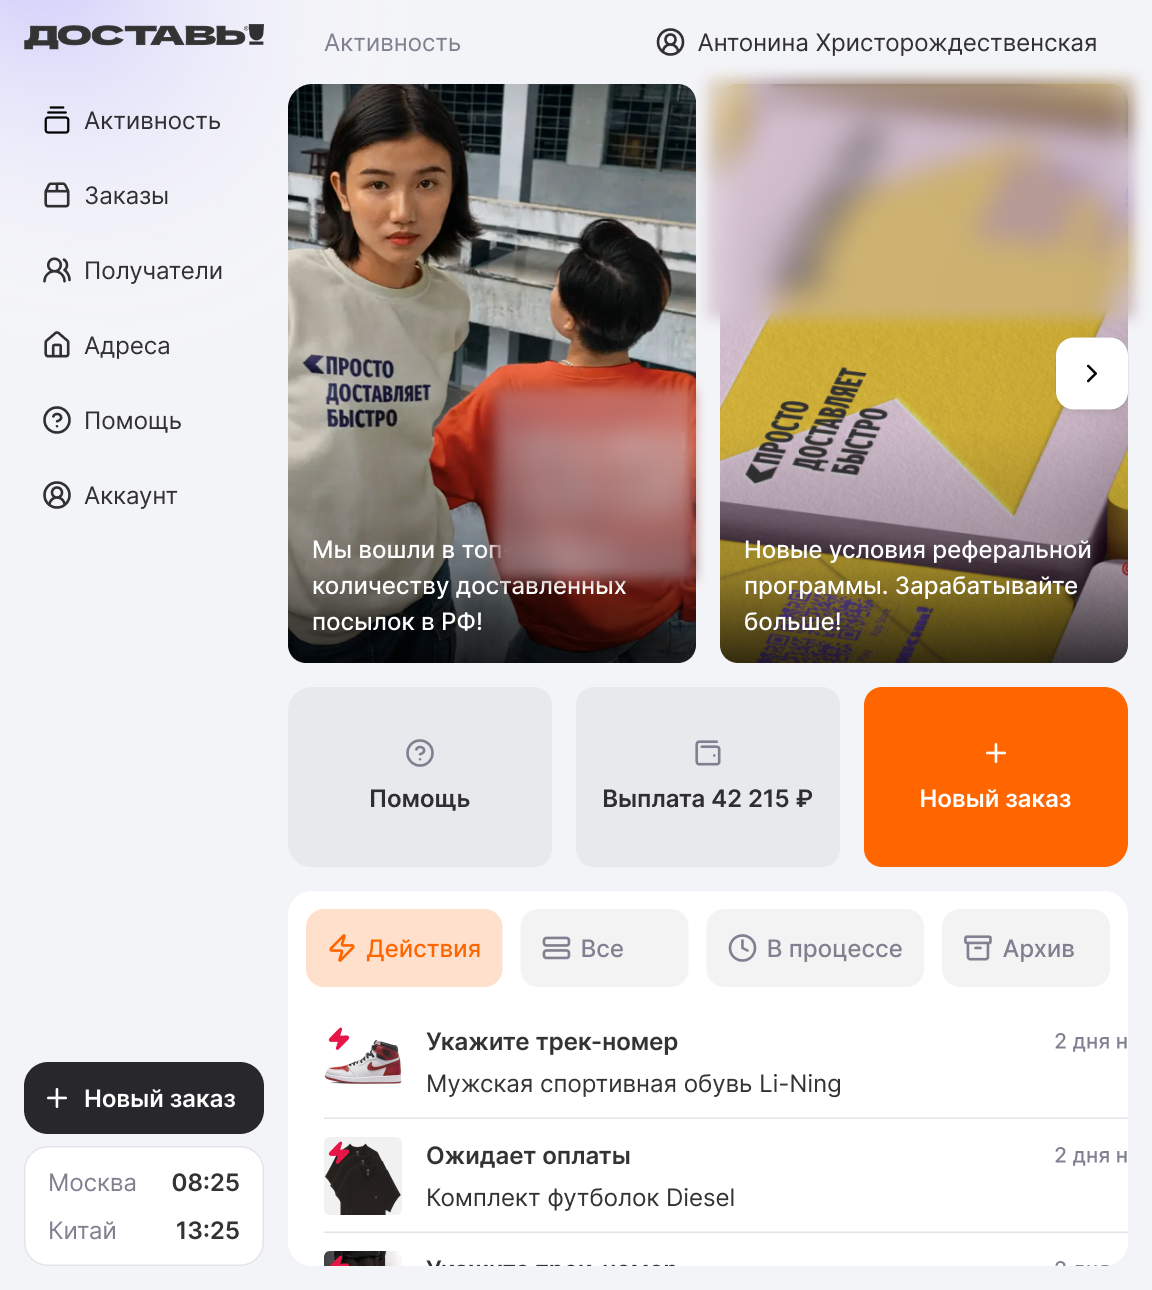 ДОСТАВЬ!
Активность
Антонина Христорождественская
Активность
Заказы
Получатели
Адреса
Помощь
Аккаунт
ПРОСТО
ДОСТАВЛЯЕТ
БЫСТРО
Мы вошли в топ
количеству доставленных
посылок в РФ!
ПРОСТО
ДОСТАВЛЯЕТ
БЫСТРО
Новые условия реферальной
программы. Зарабатывайте
больше!
Помощь
Выплата 42 215 ₽
Новый заказ
Действия
Все
В процессе
Архив
Укажите трек-номер
2 дня н
Мужская спортивная обувь Li-Ning
Ожидает оплаты
2 дня н
Комплект футболок Diesel
Новый заказ
Москва 08:25
Китай 13:25